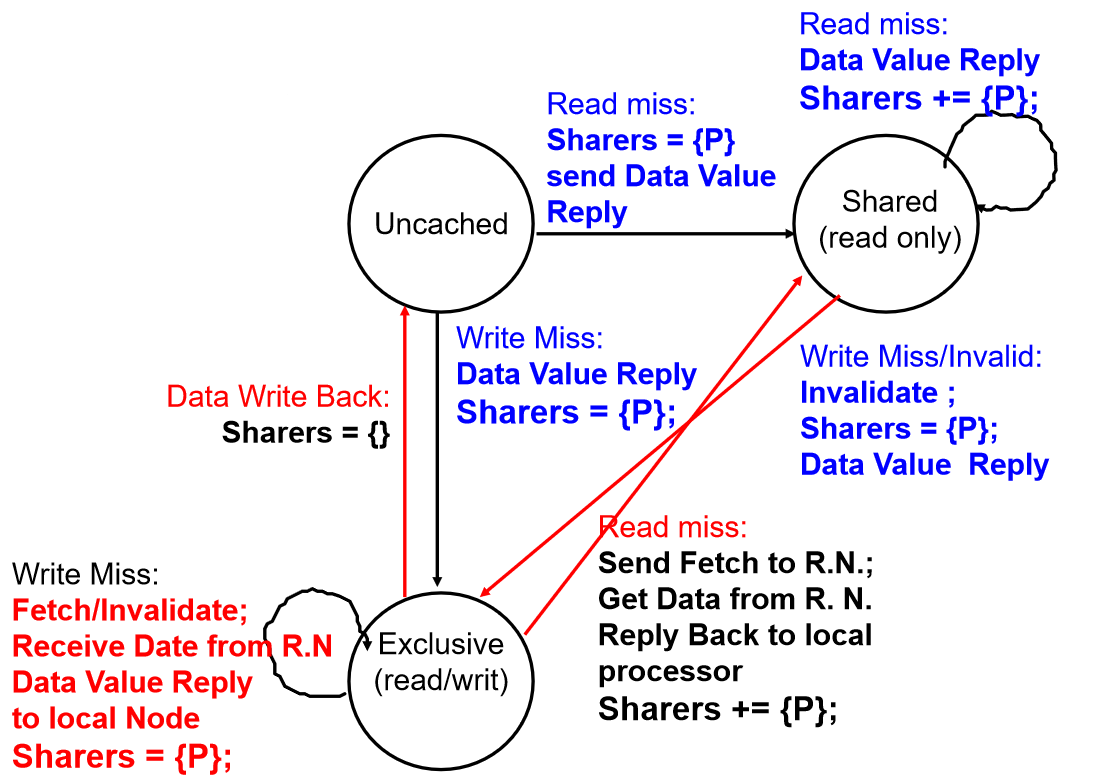 Read miss:
Data Value Reply
Sharers += {P};
Read miss:
Sharers = {P}
send Data Value
Reply
Uncached
Shared
(read only)
Write Miss:
Data Value Reply
Sharers = {P};
Data Write Back:
Sharers = {}
Write Miss/Invalid:
Invalidate ;
Sharers = {P};
Data Value  Reply
Read miss:
Send Fetch to R.N.;
Get Data from R. N.
Reply Back to local
processor
Sharers += {P};
Write Miss:
Fetch/Invalidate;
Receive Date from R.N
Data Value Reply
to local Node
Sharers = {P};
Exclusive
(read/writ)